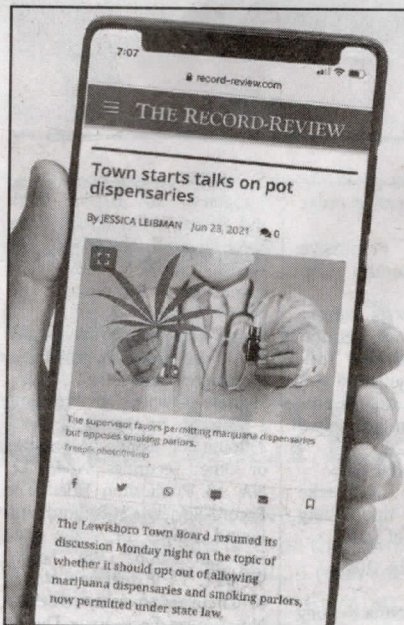 7:07
record-review.com
THE RECORD-REVIEW
Town starts talks on pot
dispensaries
By JESSICA LEIBMAN Jun 23, 2021 0
The supervisor favors permitting marijuana dispensaries
but opposes smoking parlors.
The Lewisboro Town Board resumed its
discussion Monday night on the topic of
whether it should opt out of allowing
marijuana dispensaries and smoking parlors,
now permitted under state law.